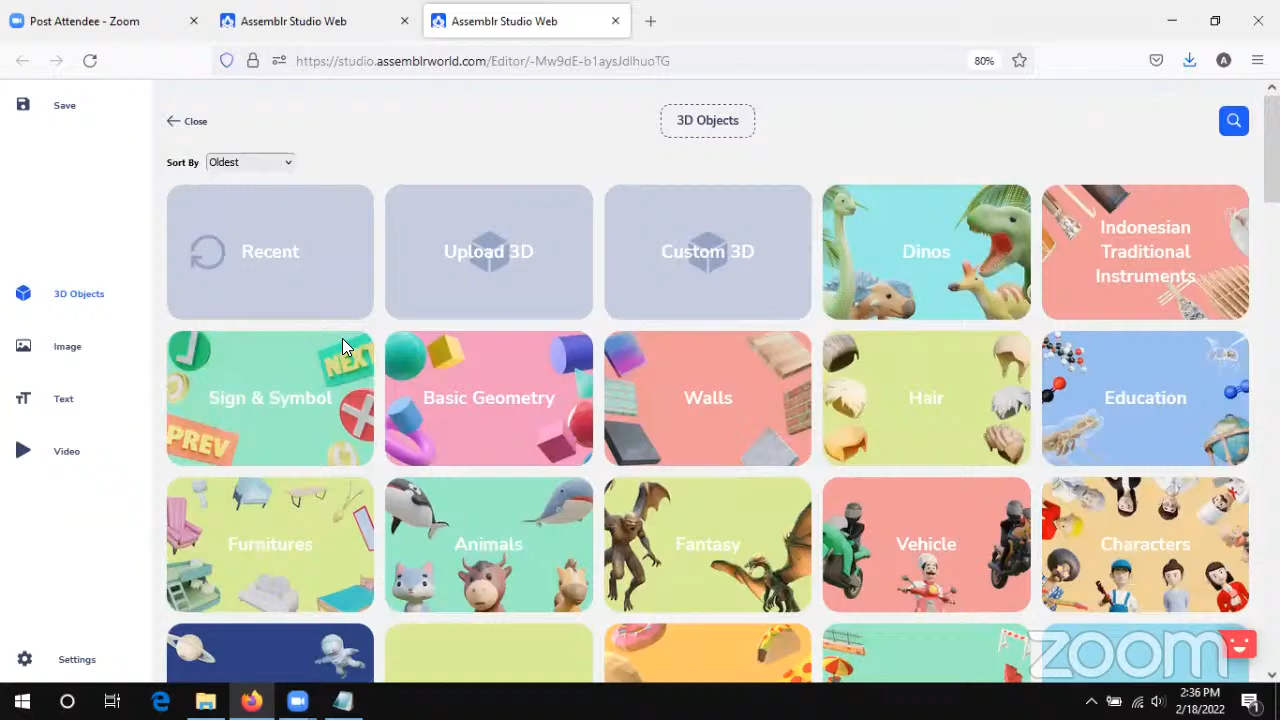 Post Attendee - Zoom
Assemblr Studio Web
Assemblr Studio Web
https://studio.assemblrworld.com/Editor/-Mw9dE-b1aysJdlhuoTG
80%
A
Save
Close
3D Objects
Sort By Oldest
Recent
Upload 3D
Custom 3D
Dinos
Indonesian
Traditional
Instruments
3D Objects
Image
Text
Video
Settings
NEXT
PREV
Sign & Symbol
Basic Geometry
Walls
Hair
Education
Furnitures
Animals
Fantasy
Vehicle
Characters
zoom
2:36 PM
2/18/2022
1